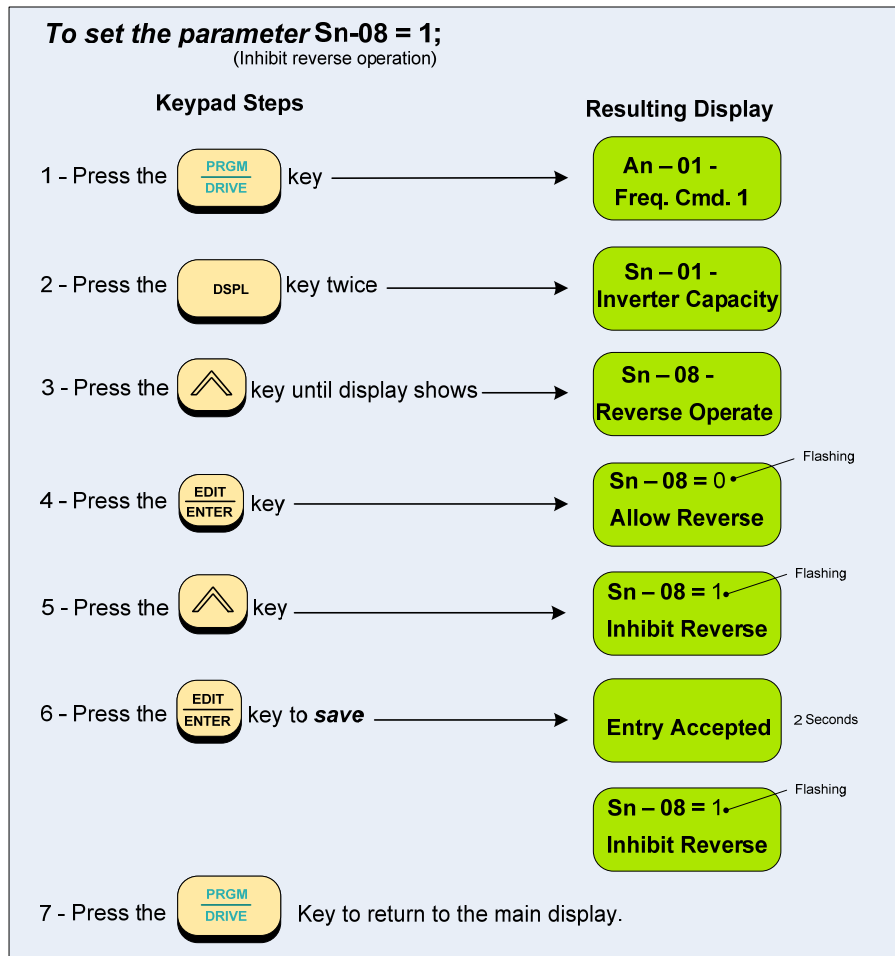 To set the parameter Sn-08 = 1;
(Inhibit reverse operation)
Keypad Steps
Resulting Display
1 - Press the PRGM DRIVE key
An – 01 -
Freq. Cmd. 1
2 - Press the DSPL key twice
Sn – 01 -
Inverter Capacity
3 - Press the key until display shows
Sn – 08 -
Reverse Operate
4 - Press the EDIT ENTER key
Sn – 08 = 0 Flashing
Allow Reverse
5 - Press the key
Sn – 08 = 1 Flashing
Inhibit Reverse
6 - Press the EDIT ENTER key to save
Entry Accepted 2 Seconds
Sn – 08 = 1 Flashing
Inhibit Reverse
7 - Press the PRGM DRIVE Key to return to the main display.